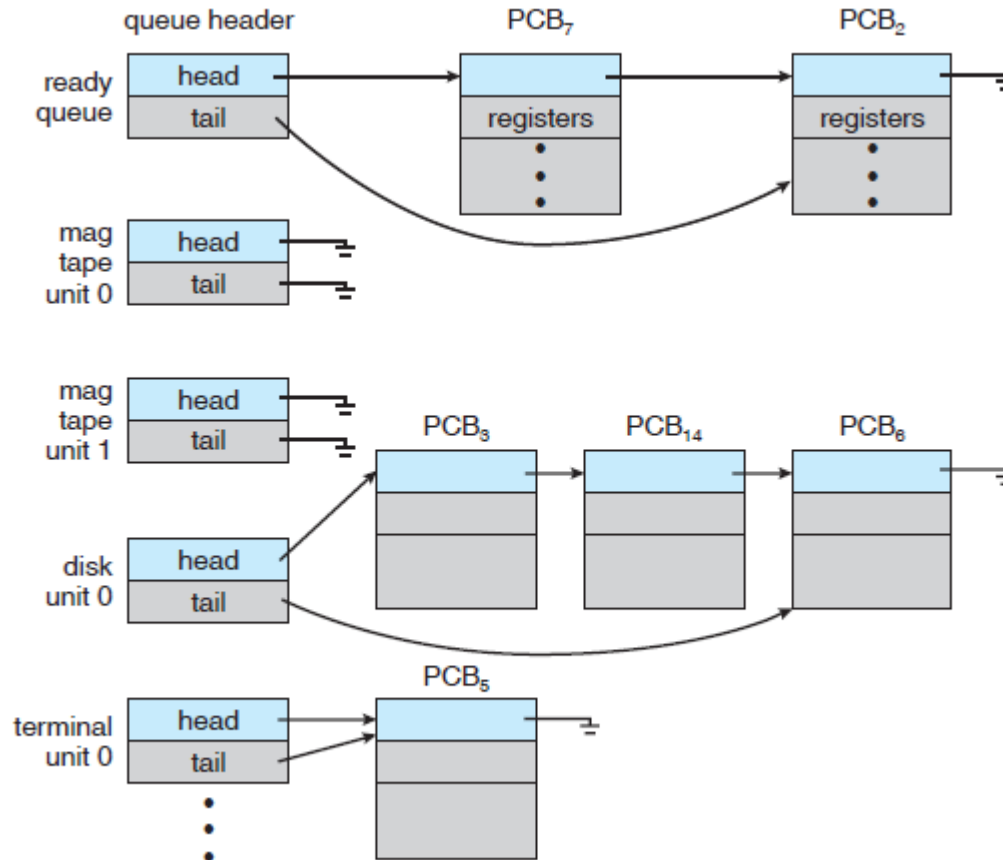 queue header
PCB₇
PCB₂
ready
queue
head
tail
registers
registers
mag
tape
unit 0
head
tail
mag
tape
unit 1
head
tail
PCB₃
PCB₁₄
PCB₆
disk
unit 0
head
tail
PCB₅
terminal
unit 0
head
tail